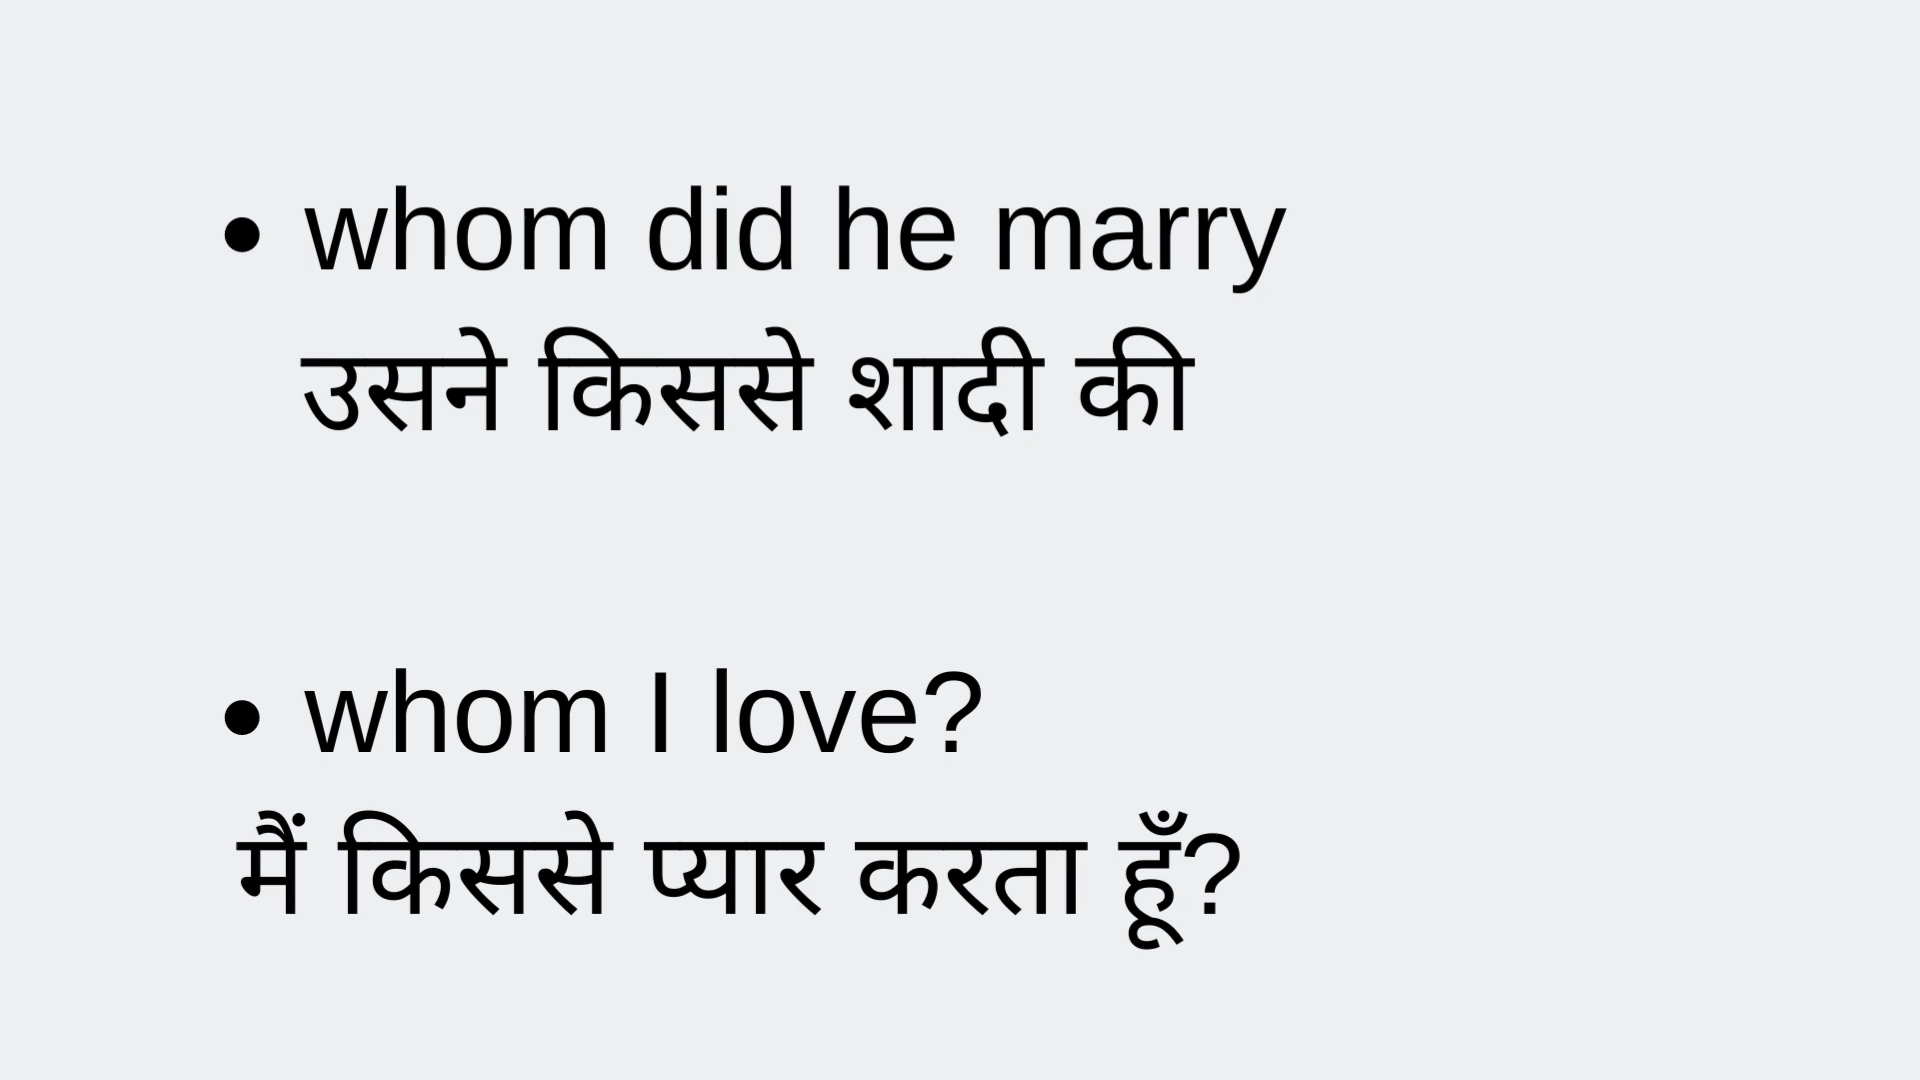 • whom did he marry
उसने किससे शादी की
• whom I love?
मैं किससे प्यार करता हूँ?